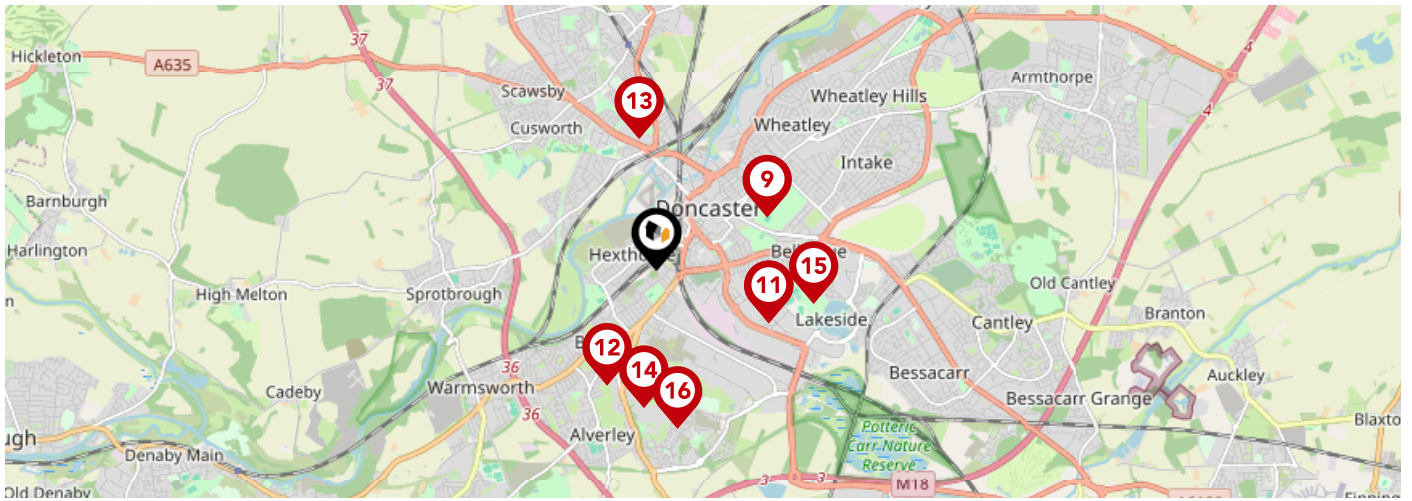 37
Hickleton
A635
4
37
Armthorpe
4
Scawsby
Wheatley Hills
13
Cusworth
Wheatley
Intake
9
Barnburgh
Doncaster
Harlington
15
Old Cantley
11
n
High Melton
Sprotbrough
Branton
Lakeside
Cantley
12
36
14
Bessacarr
Auckley
16
Cadeby
Warmsworth
Bessacarr Grange
36
Blaxto
ugh
Alverley
Potteric
Carr Nature
Reserve
Denaby Main
3
3
M18
Old Denaby